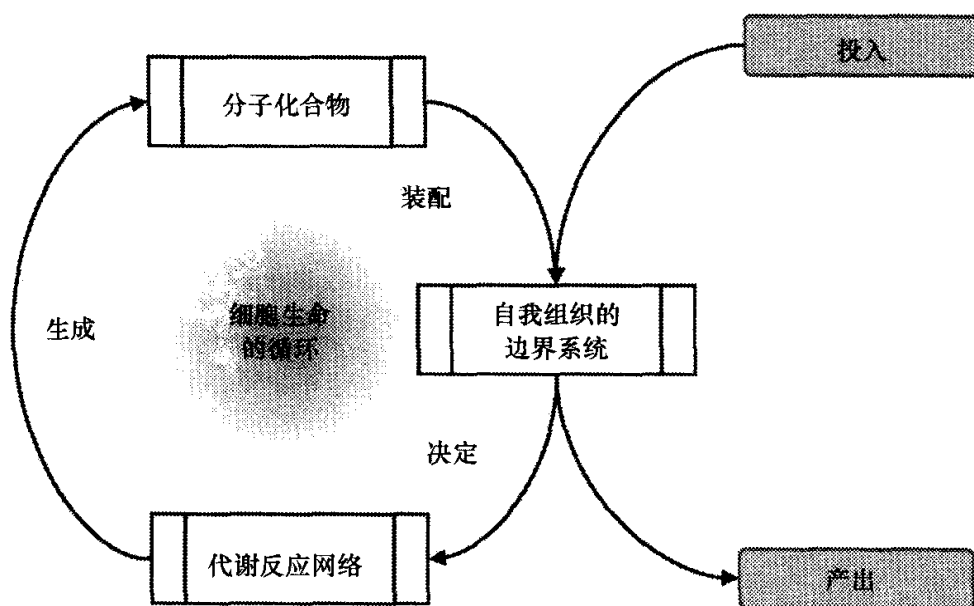 投入
分子化合物
装配
自我组织的
边界系统
细胞生命
的循环
生成
决定
代谢反应网络
产出